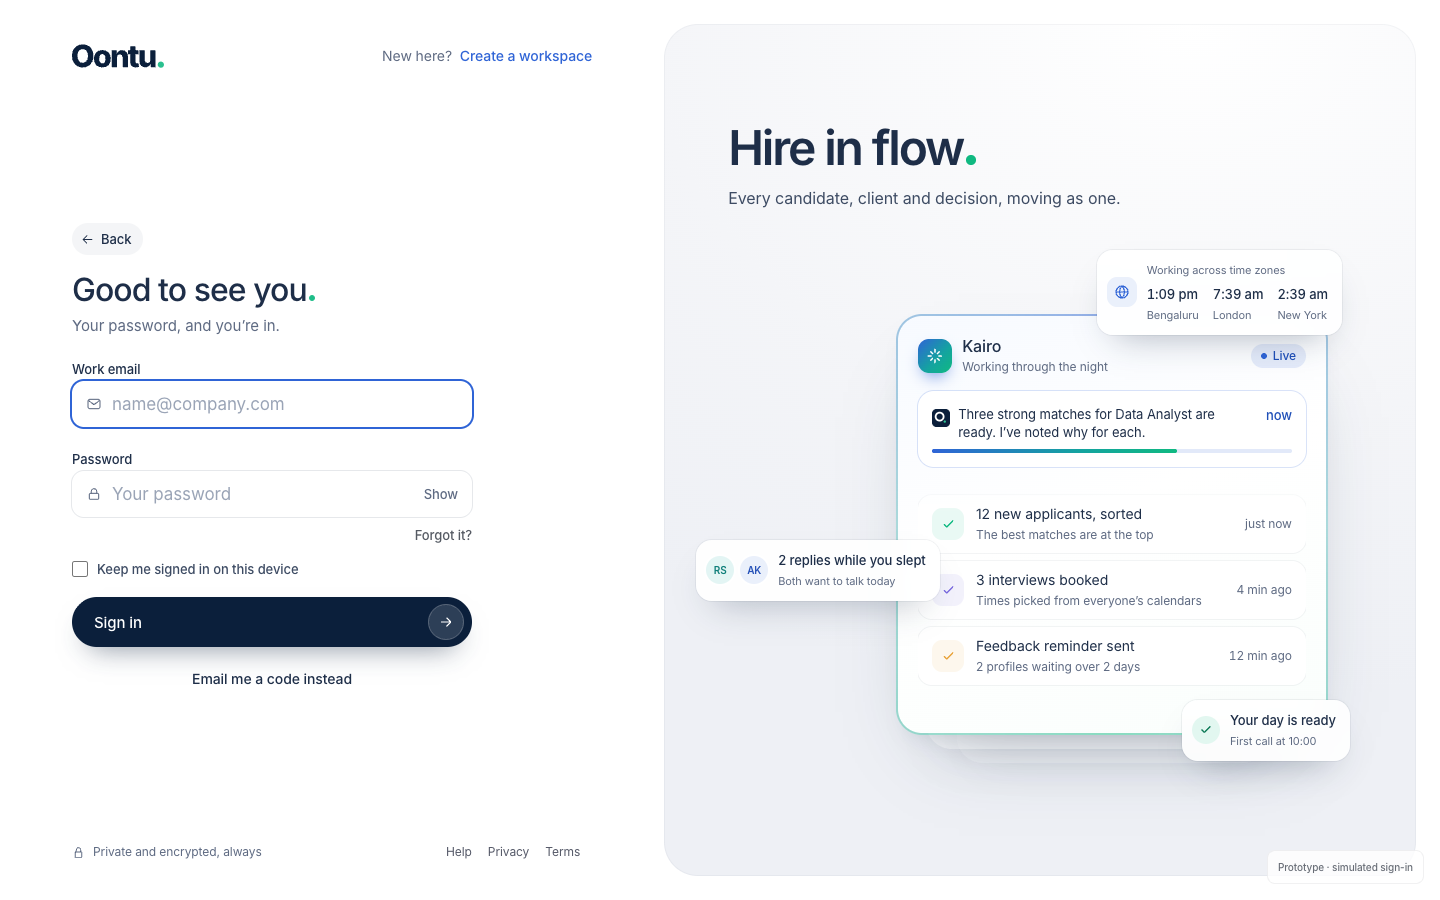 Oontu.
New here? Create a workspace
Back
Good to see you.
Your password, and you’re in.
Work email
name@company.com
Password
Your password
Show
Forgot it?
Keep me signed in on this device
Sign in
Email me a code instead
Private and encrypted, always
Help Privacy Terms
Hire in flow.
Every candidate, client and decision, moving as one.
Working across time zones
1:09 pm 7:39 am 2:39 am
Bengaluru London New York
Kairo
Working through the night
Live
Three strong matches for Data Analyst are
ready. I’ve noted why for each.
now
12 new applicants, sorted
The best matches are at the top
just now
RS AK
2 replies while you slept
Both want to talk today
3 interviews booked
Times picked from everyone’s calendars
4 min ago
Feedback reminder sent
2 profiles waiting over 2 days
12 min ago
Your day is ready
First call at 10:00
Prototype · simulated sign-in